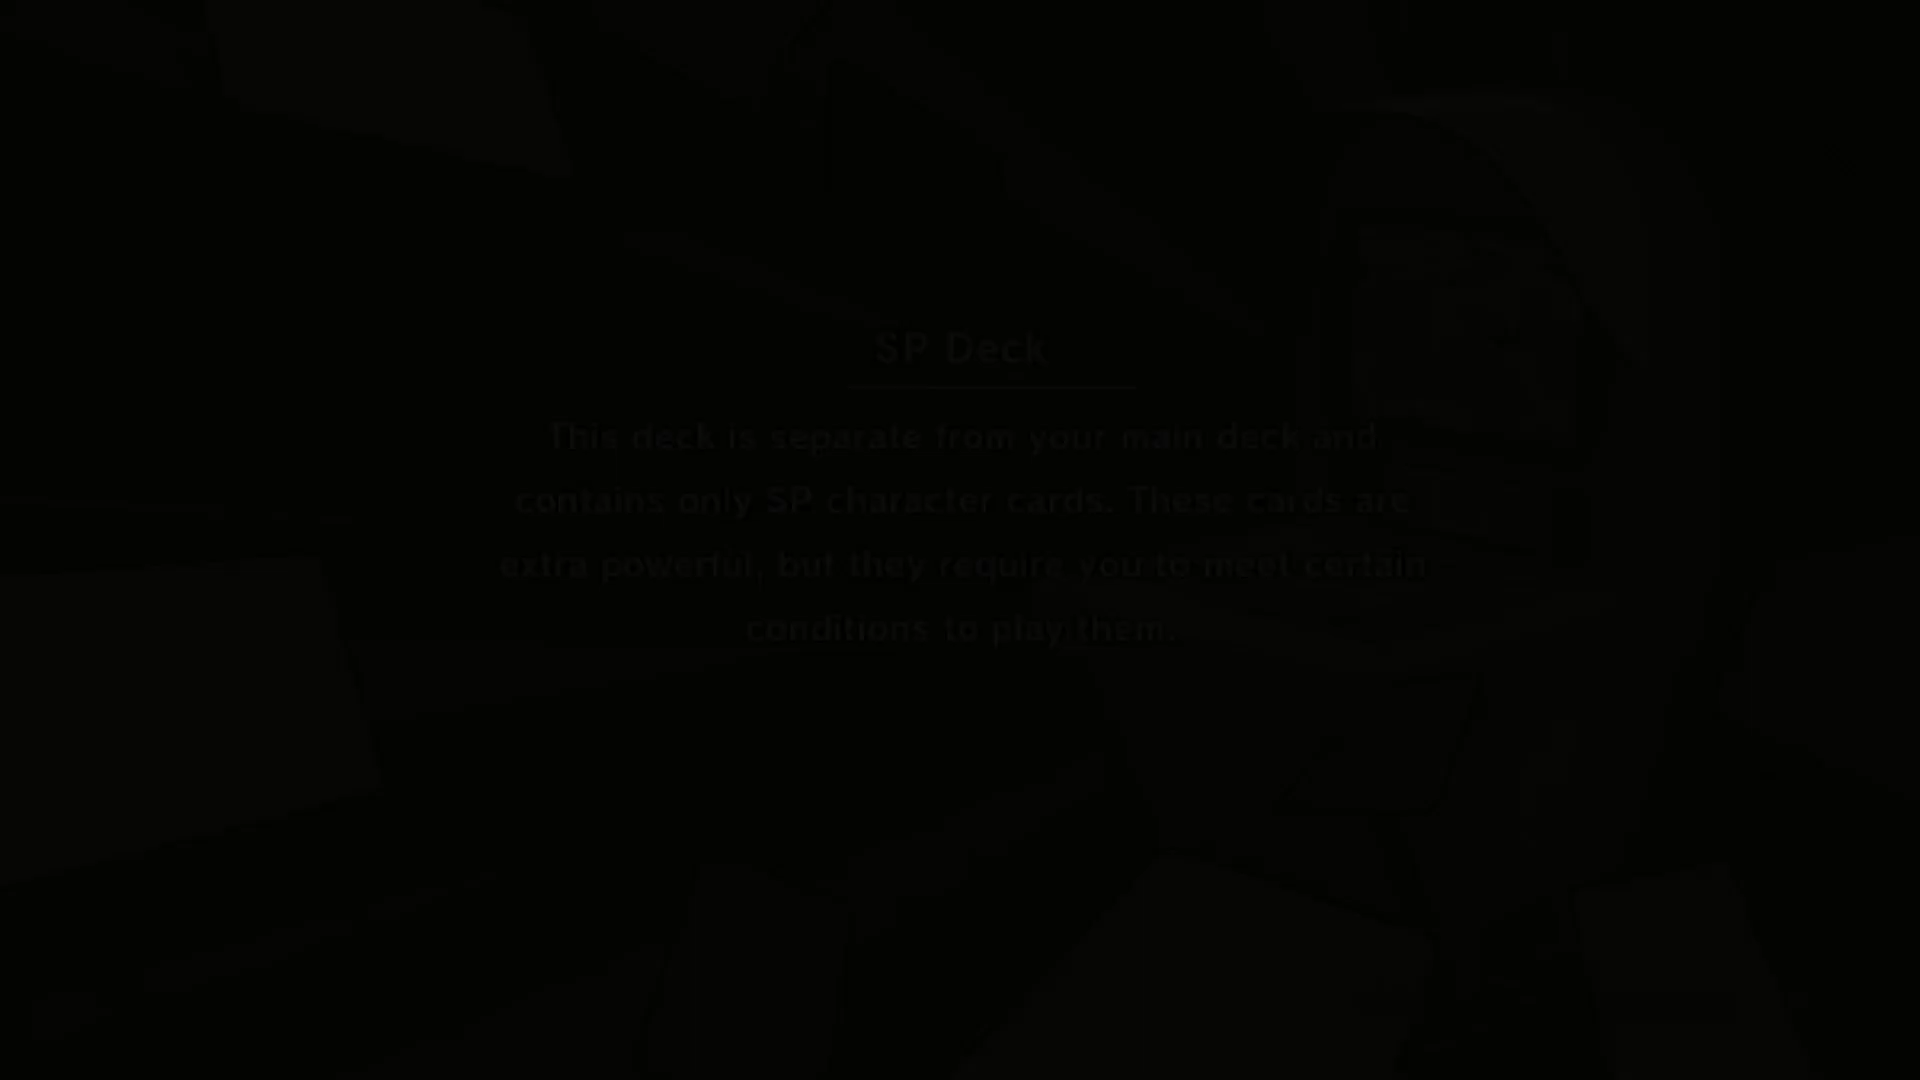 SP Deck
This deck is separate from your main deck and
contains only SP character cards. These cards are
extra powerful, but they require you to meet certain
conditions to play them.